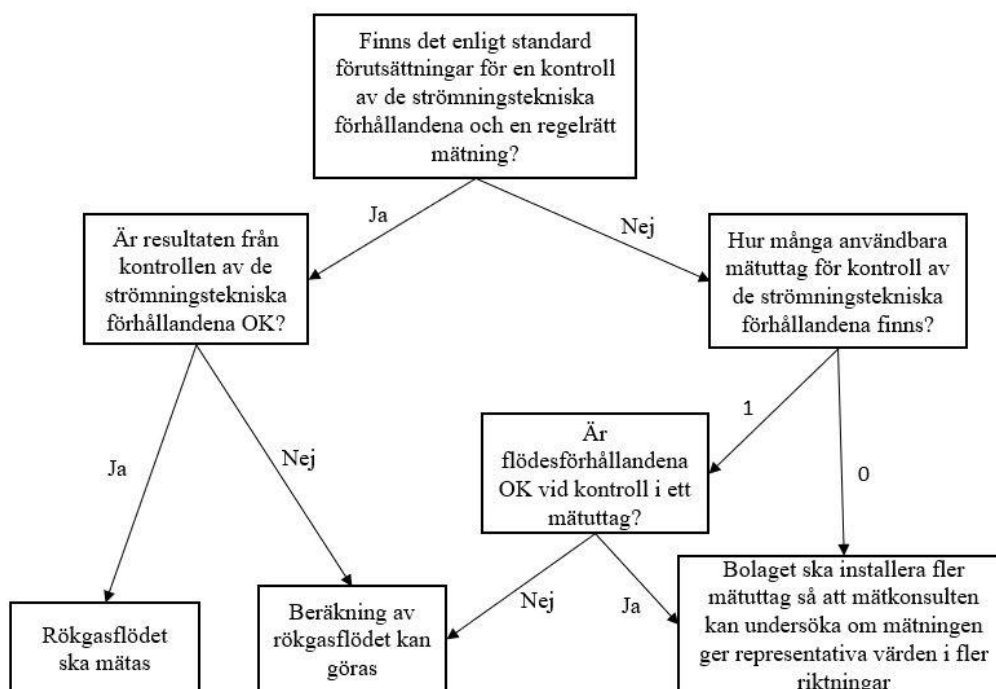 Finns det enligt standard
förutsättningar för en kontroll
av de strömningstekniska
förhållandena och en regelrätt
mätning?
Ja
Nej
Är resultaten från
kontrollen av de
strömningstekniska
förhållandena OK?
Hur många användbara
mätuttag för kontroll av
de strömningstekniska
förhållandena finns?
Ja
Nej
1
0
Är
flödesförhållandena
OK vid kontroll i ett
mätuttag?
Nej
Ja
Rökgasflödet
ska mätas
Beräkning av
rökgasflödet kan
göras
Bolaget ska installera fler
mätuttag så att mätkonsulten
kan undersöka om mätningen
ger representativa värden i fler
riktningar